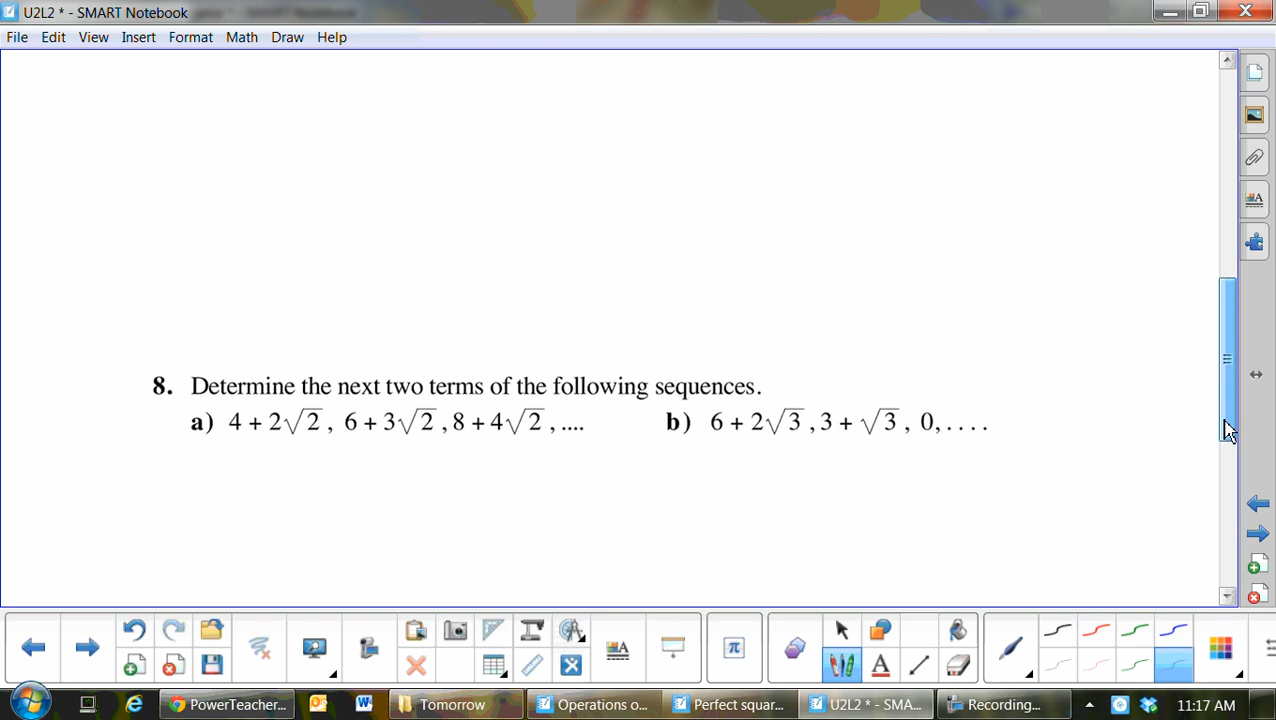 U2L2 * - SMART Notebook
File Edit View Insert Format Math Draw Help
8. Determine the next two terms of the following sequences.
a) 4 + 2√2 , 6 + 3√2 , 8 + 4√2 , .... b) 6 + 2√3 , 3 + √3 , 0, . . . .
PowerTeacher... Tomorrow Operations o... Perfect squar... U2L2 * - SMA... Recording... 11:17 AM